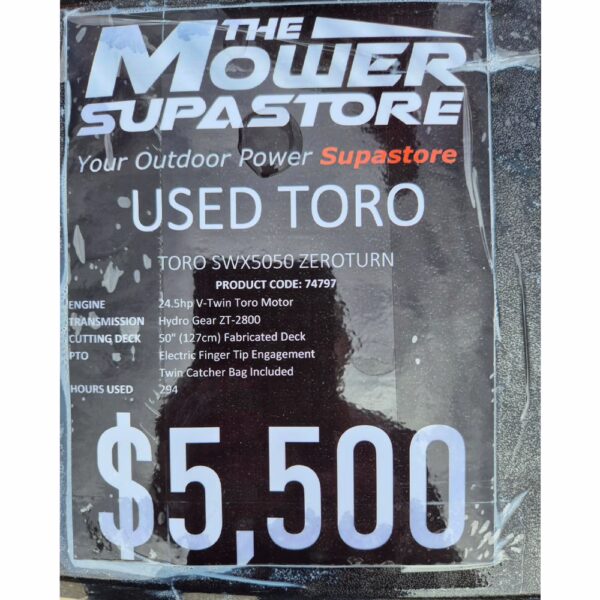 THE
MOWER
SUPASTORE
Your Outdoor Power Supastore
USED TORO
TORO SWX5050 ZEROTURN
PRODUCT CODE: 74797
ENGINE 24.5hp V-Twin Toro Motor
TRANSMISSION Hydro Gear ZT-2800
CUTTING DECK 50" (127cm) Fabricated Deck
PTO Electric Finger Tip Engagement
Twin Catcher Bag Included
HOURS USED 294
$5,500